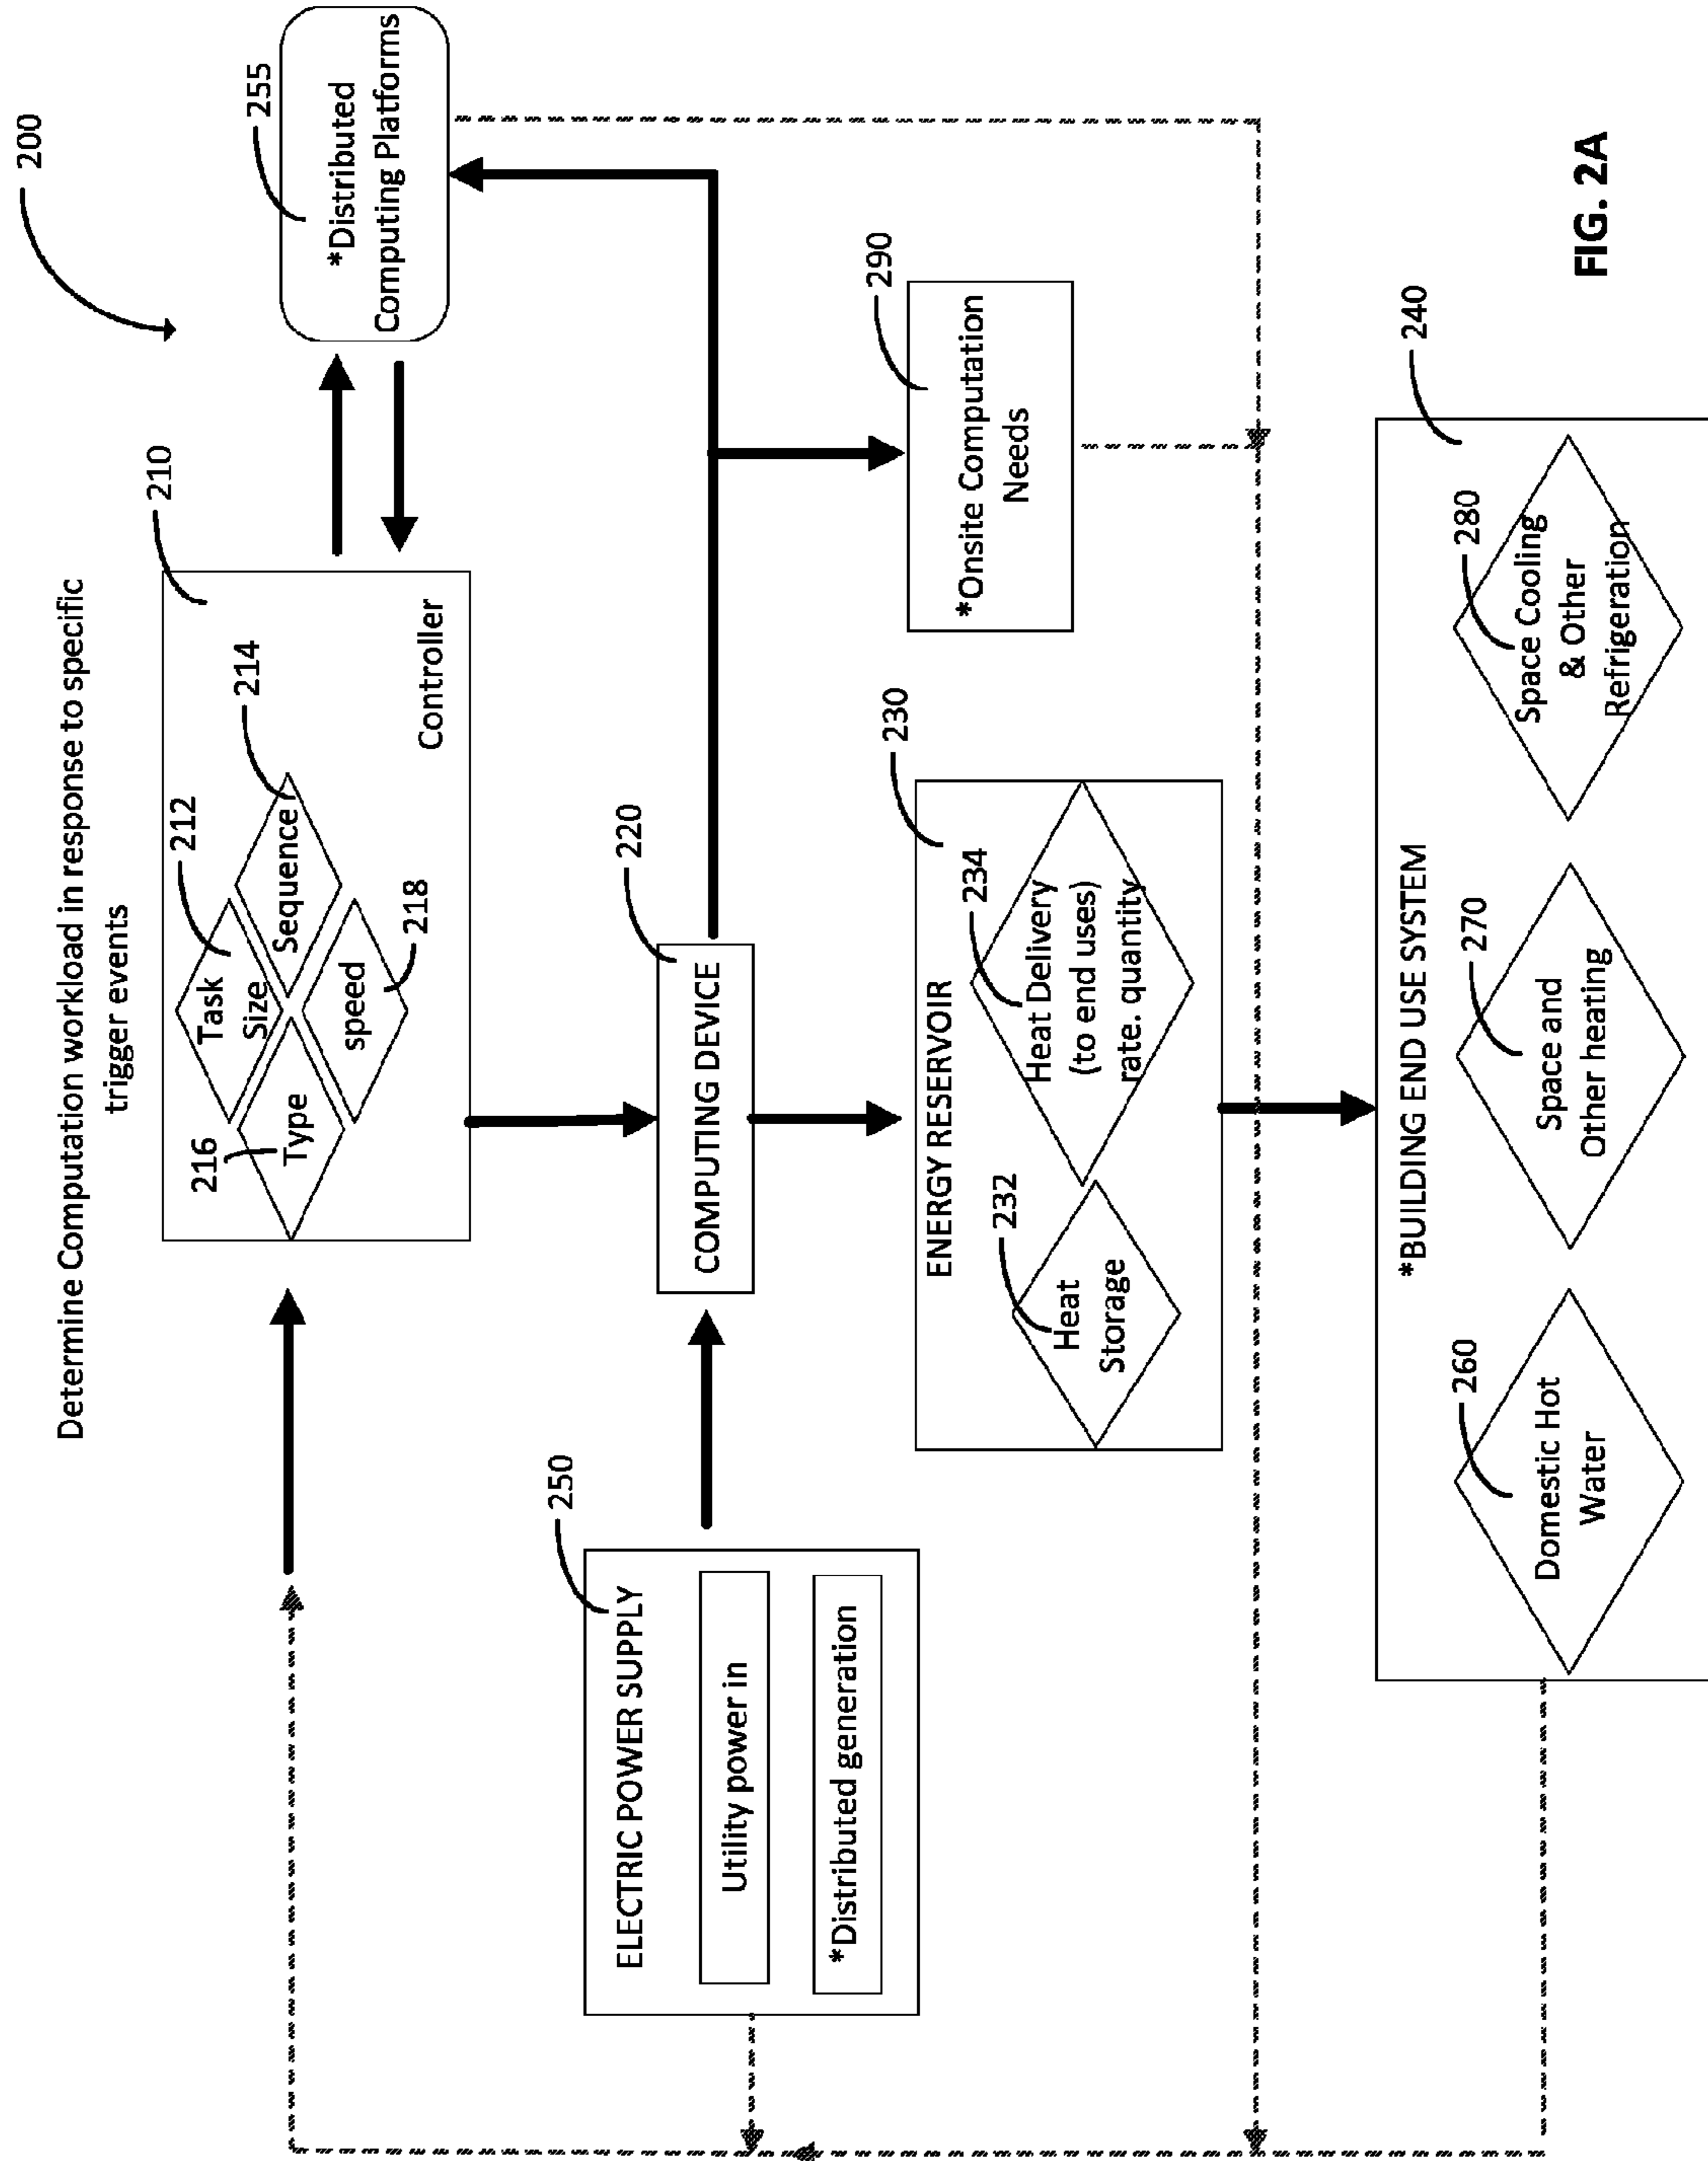 200
Determine Computation workload in response to specific
trigger events
210
212
214
216
218
Task
Size
Sequence
Type
speed
Controller
255
*Distributed
Computing Platforms
250
ELECTRIC POWER SUPPLY
Utility power in
*Distributed generation
220
COMPUTING DEVICE
290
*Onsite Computation
Needs
230
ENERGY RESERVOIR
232
Heat
Storage
234
Heat Delivery
(to end uses)
rate. quantity
240
*BUILDING END USE SYSTEM
260
Domestic Hot
Water
270
Space and
Other heating
280
Space Cooling
& Other
Refrigeration
FIG. 2A